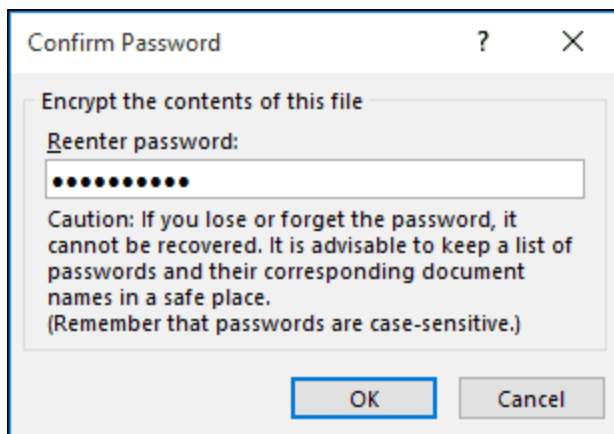 Confirm Password ?
Encrypt the contents of this file
Reenter password:
••••••••••
Caution: If you lose or forget the password, it
cannot be recovered. It is advisable to keep a list of
passwords and their corresponding document
names in a safe place.
(Remember that passwords are case-sensitive.)
OK Cancel